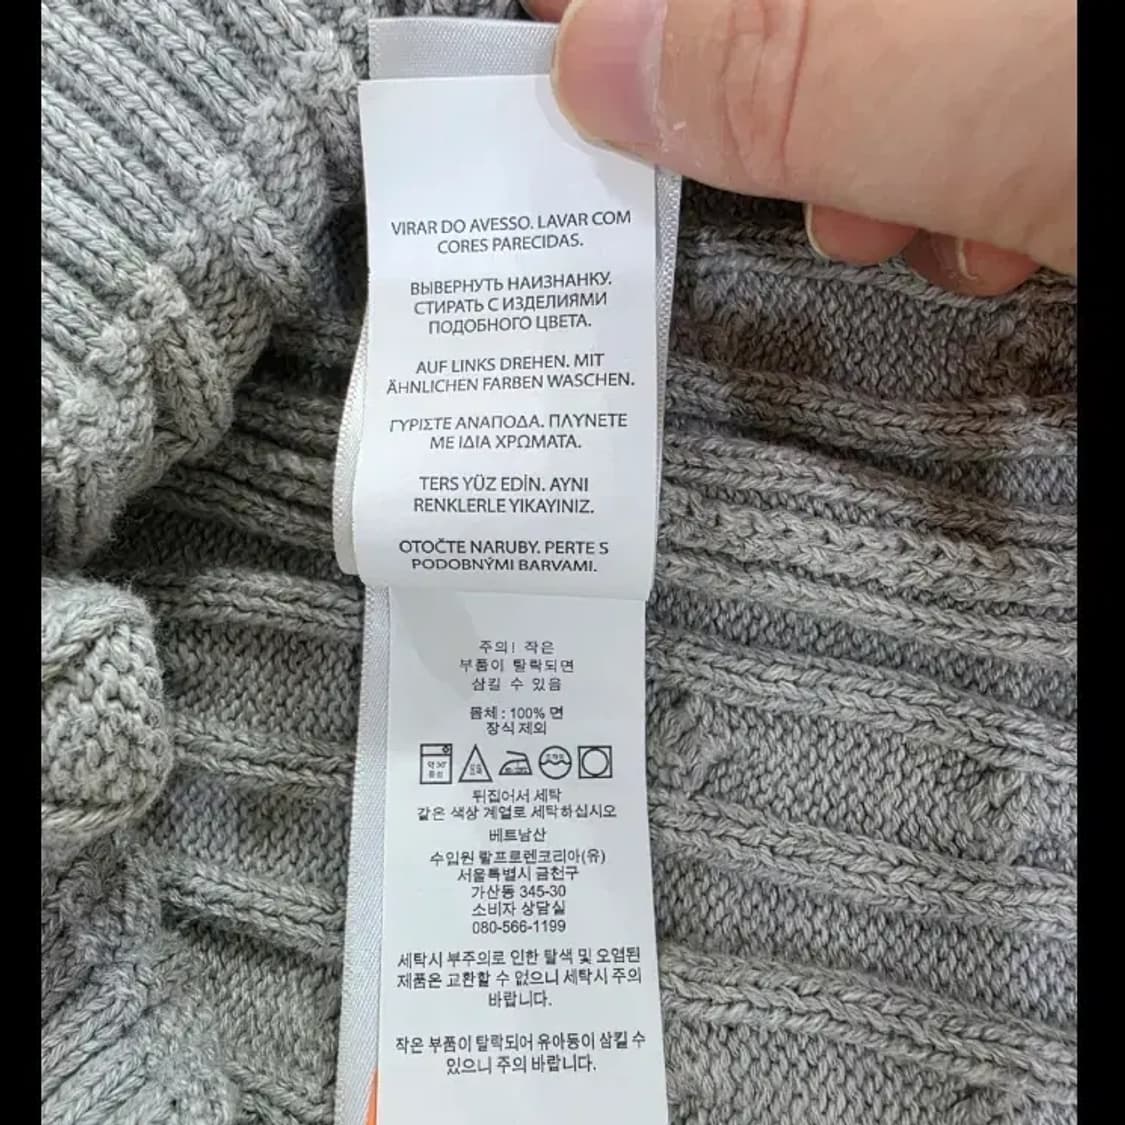 VIRAR DO AVESSO. LAVAR COM
CORES PARECIDAS.
ВЫВЕРНУТЬ НАИЗНАНКУ.
СТИРАТЬ С ИЗДЕЛИЯМИ
ПОДОБНОГО ЦВЕТА.
AUF LINKS DREHEN. MIT
ÄHNLICHEN FARBEN WASCHEN.
ΓΥΡΙΣΤΕ ΑΝΑΠΟΔΑ. ΠΛΥΝΕΤΕ
ΜΕ ΙΔΙΑ ΧΡΩΜΑΤΑ.
TERS YÜZ EDİN. AYNI
RENKLERLE YIKAYINIZ.
OTOČTE NARUBY. PERTE S
PODOBNÝMI BARVAMI.
주의! 작은
부품이 탈락되면
삼킬 수 있음
몸체 : 100% 면
장식 제외
약 30°
중성
뒤집어서 세탁
같은 색상 계열로 세탁하십시오
베트남산
수입원 랄프로렌코리아(유)
서울특별시 금천구
가산동 345-30
소비자 상담실
080-566-1199
세탁시 부주의로 인한 탈색 및 오염된
제품은 교환할 수 없으니 세탁시 주의
바랍니다.
작은 부품이 탈락되어 유아동이 삼킬 수
있으니 주의 바랍니다.